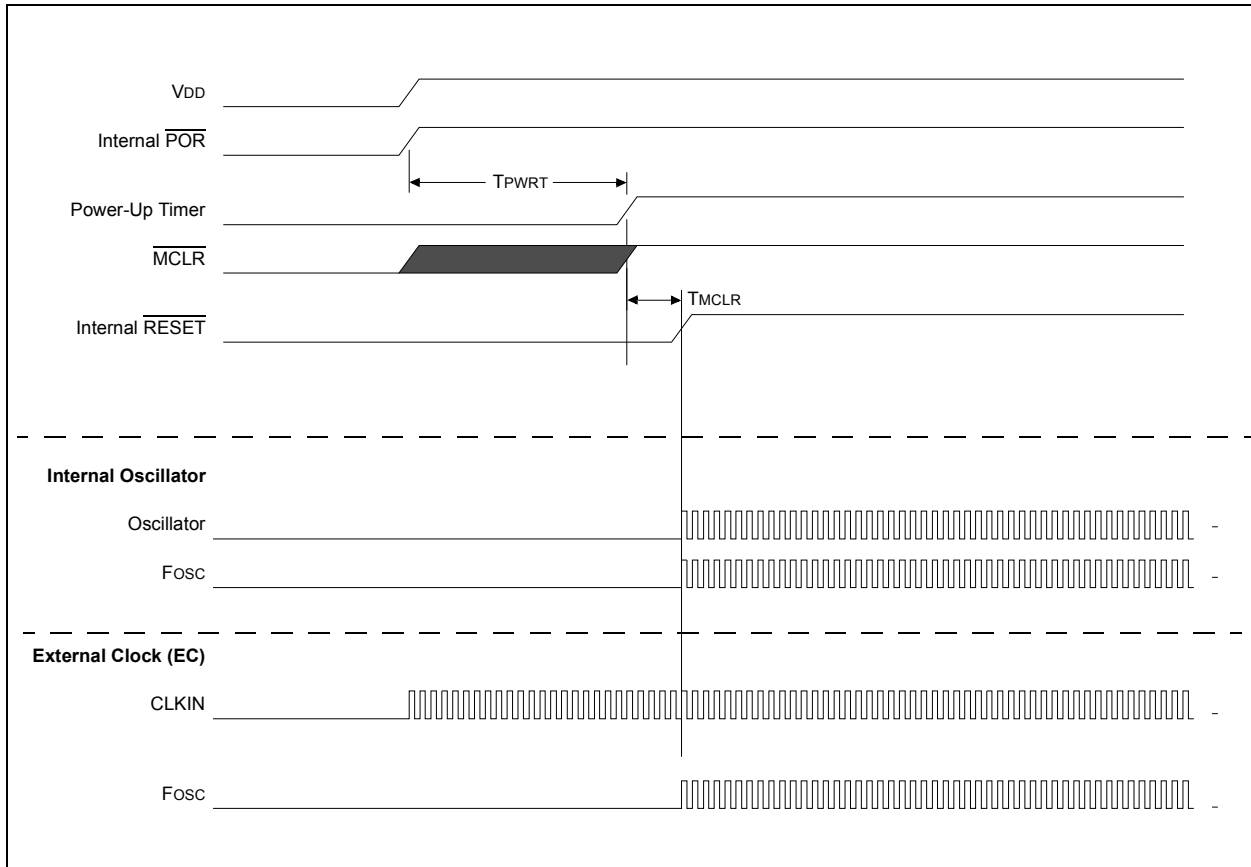 VDD
Internal POR
TPWRT
Power-Up Timer
MCLR
TMCLR
Internal RESET
Internal Oscillator
Oscillator
FOSC
External Clock (EC)
CLKIN
FOSC